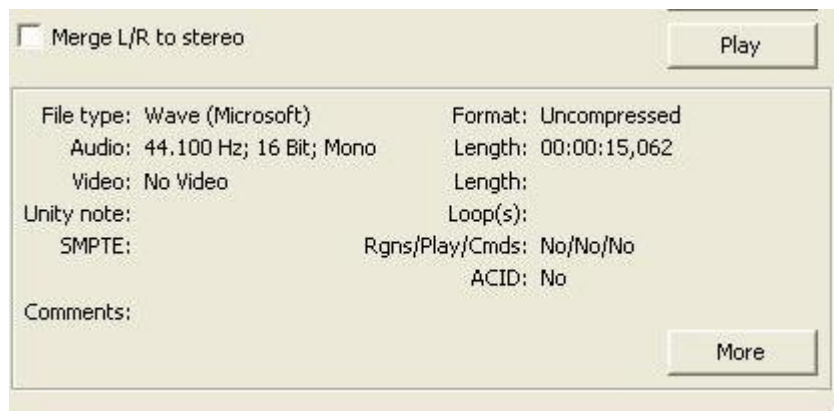 Merge L/R to stereo
Play
File type: Wave (Microsoft) Format: Uncompressed
Audio: 44.100 Hz; 16 Bit; Mono Length: 00:00:15,062
Video: No Video Length:
Unity note: Loop(s):
SMPTE: Rgns/Play/Cmds: No/No/No
ACID: No
Comments:
More